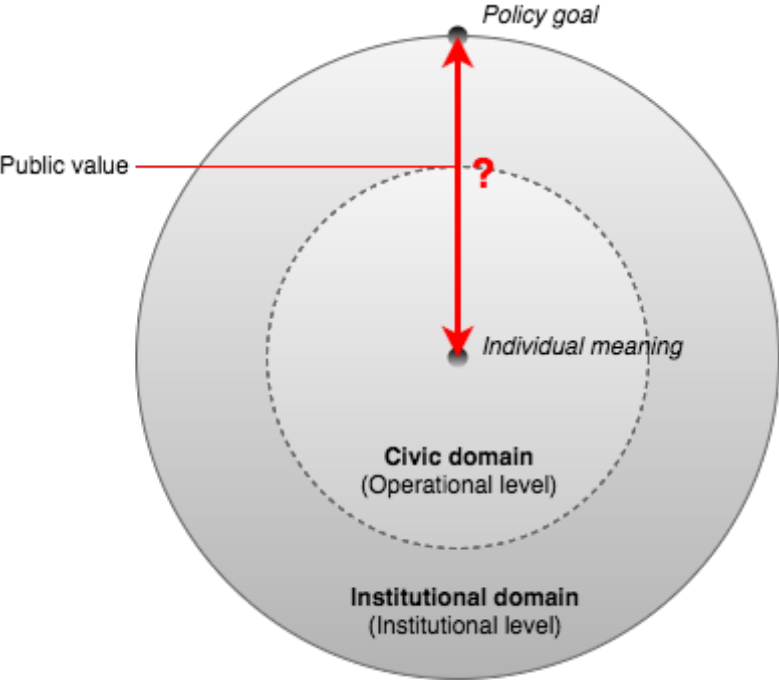 Policy goal
Public value
?
Individual meaning
Civic domain
(Operational level)
Institutional domain
(Institutional level)